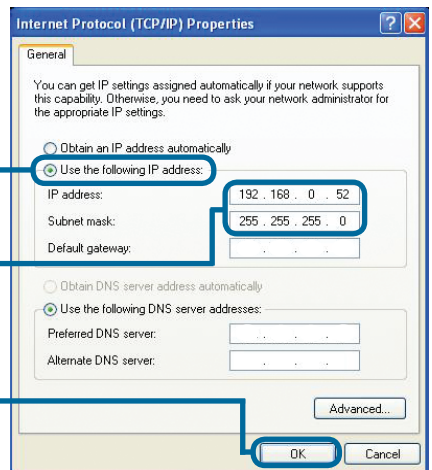 Internet Protocol (TCP/IP) Properties
General
You can get IP settings assigned automatically if your network supports
this capability. Otherwise, you need to ask your network administrator for
the appropriate IP settings.
Obtain an IP address automatically
Use the following IP address:
IP address: 192 . 168 . 0 . 52
Subnet mask: 255 . 255 . 255 . 0
Default gateway: . . .
Obtain DNS server address automatically
Use the following DNS server addresses:
Preferred DNS server: . . .
Alternate DNS server: . . .
Advanced...
OK Cancel